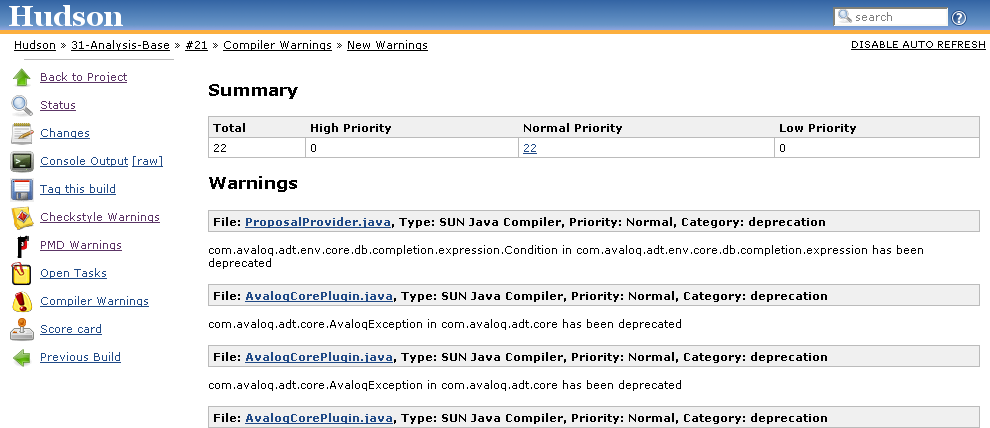 Hudson
search
?
Hudson » 31-Analysis-Base » #21 » Compiler Warnings » New Warnings
DISABLE AUTO REFRESH
Back to Project
Status
Changes
Console Output [raw]
Tag this build
Checkstyle Warnings
PMD Warnings
Open Tasks
Compiler Warnings
Score card
Previous Build
Summary
Total High Priority Normal Priority Low Priority
22 0 22 0
Warnings
File: ProposalProvider.java, Type: SUN Java Compiler, Priority: Normal, Category: deprecation
com.avaloq.adt.env.core.db.completion.expression.Condition in com.avaloq.adt.env.core.db.completion.expression has been
deprecated
File: AvaloqCorePlugin.java, Type: SUN Java Compiler, Priority: Normal, Category: deprecation
com.avaloq.adt.core.AvaloqException in com.avaloq.adt.core has been deprecated
File: AvaloqCorePlugin.java, Type: SUN Java Compiler, Priority: Normal, Category: deprecation
com.avaloq.adt.core.AvaloqException in com.avaloq.adt.core has been deprecated
File: AvaloqCorePlugin.java, Type: SUN Java Compiler, Priority: Normal, Category: deprecation